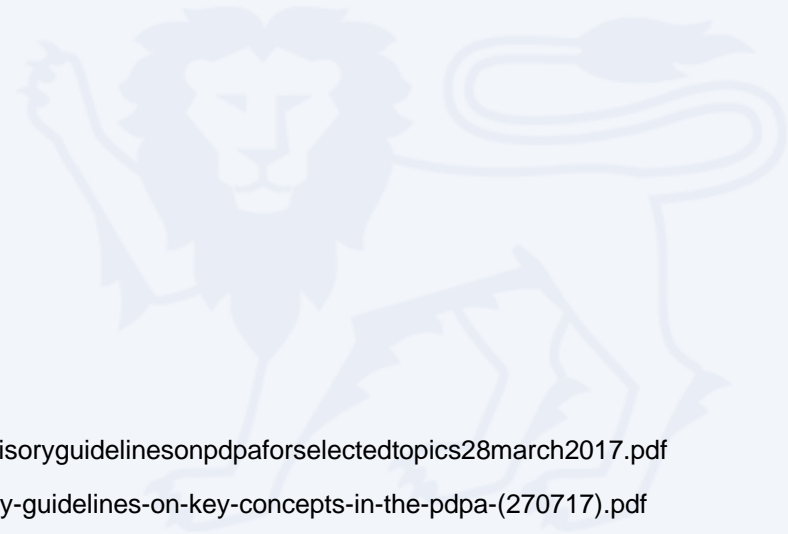 isoryguidelinesonpdpaforselectedtopics28march2017.pdf
y-guidelines-on-key-concepts-in-the-pdpa-(270717).pdf